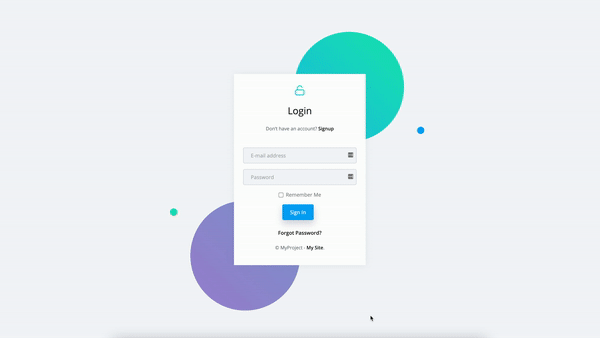 Login
Don't have an account? Signup
E-mail address
Password
Remember Me
Sign In
Forgot Password?
© MyProject - My Site.